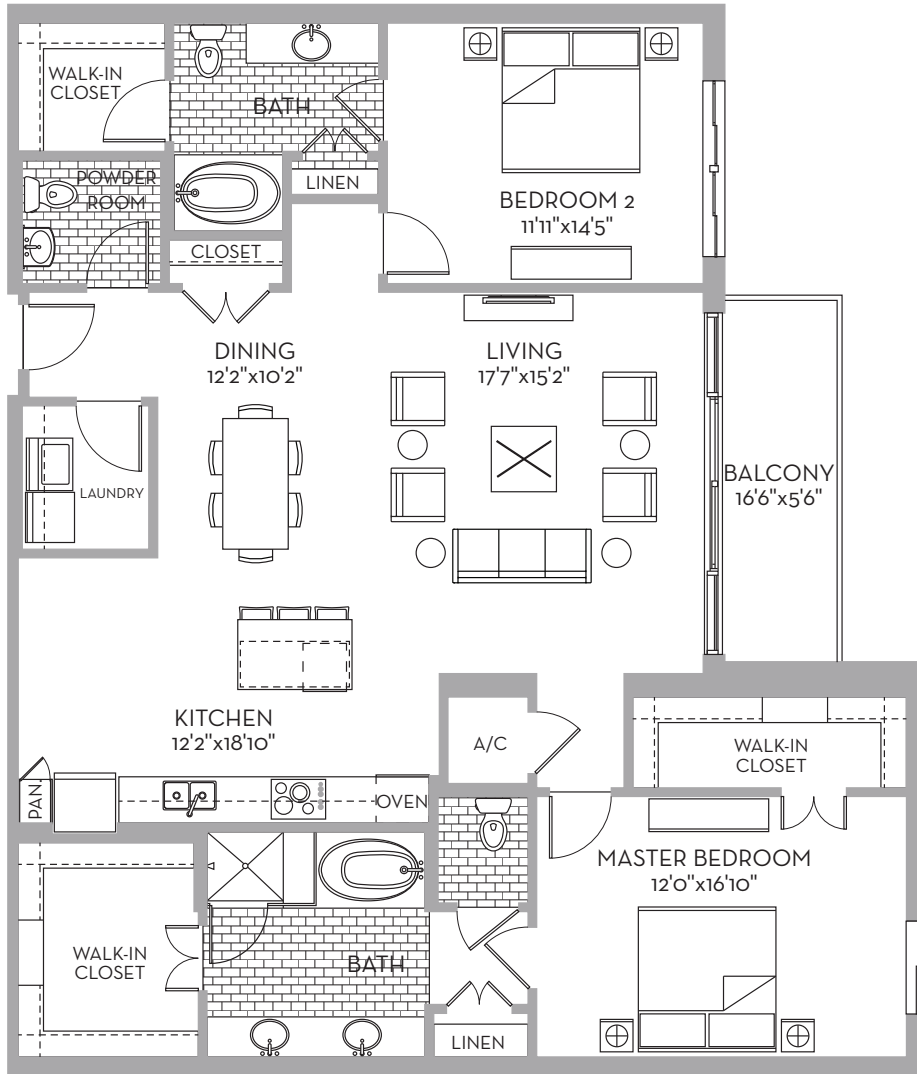 WALK-IN
CLOSET
BATH
POWDER
ROOM
LINEN
BEDROOM 2
11'11"x14'5"
CLOSET
DINING
12'2"x10'2"
LIVING
17'7"x15'2"
LAUNDRY
BALCONY
16'6"x5'6"
KITCHEN
12'2"x18'10"
A/C
WALK-IN
CLOSET
PAN.
OVEN
MASTER BEDROOM
12'0"x16'10"
WALK-IN
CLOSET
BATH
LINEN